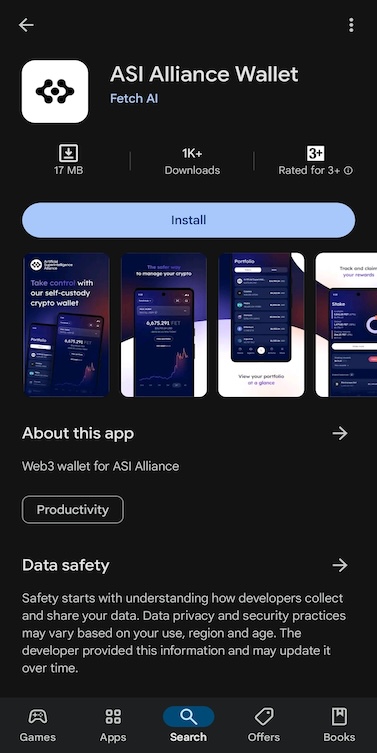 ASI Alliance Wallet
Fetch AI
17 MB
1K+
Downloads
3+
Rated for 3+
Install
Artificial
Superintelligence
Alliance
Take control with
our self-custody
crypto wallet
Portfolio
The safer way
to manage your crypto
6,675,291 FET
Portfolio
View your portfolio
at a glance
Track and claim
your rewards
Stake
About this app
Web3 wallet for ASI Alliance
Productivity
Data safety
Safety starts with understanding how developers collect
and share your data. Data privacy and security practices
may vary based on your use, region and age. The
developer provided this information and may update it
over time.
Games
Apps
Search
Offers
Books